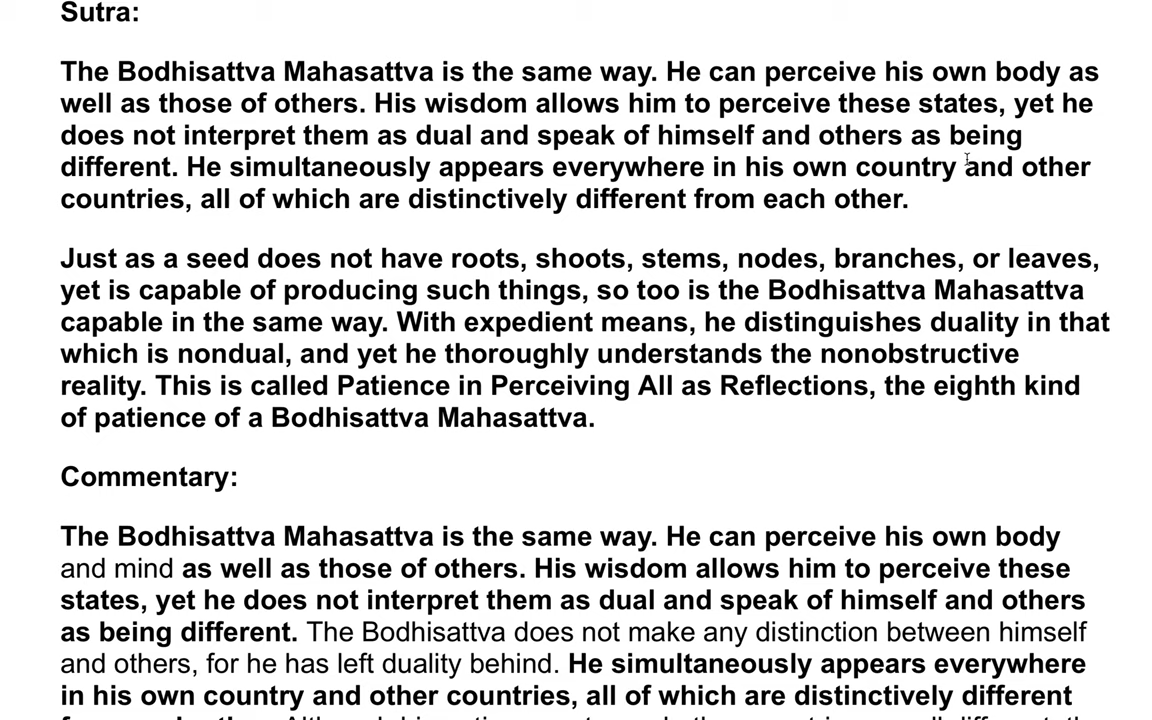 Sutra:
The Bodhisattva Mahasattva is the same way. He can perceive his own body as
well as those of others. His wisdom allows him to perceive these states, yet he
does not interpret them as dual and speak of himself and others as being
different. He simultaneously appears everywhere in his own country and other
countries, all of which are distinctively different from each other.
Just as a seed does not have roots, shoots, stems, nodes, branches, or leaves,
yet is capable of producing such things, so too is the Bodhisattva Mahasattva
capable in the same way. With expedient means, he distinguishes duality in that
which is nondual, and yet he thoroughly understands the nonobstructive
reality. This is called Patience in Perceiving All as Reflections, the eighth kind
of patience of a Bodhisattva Mahasattva.
Commentary:
The Bodhisattva Mahasattva is the same way. He can perceive his own body
and mind as well as those of others. His wisdom allows him to perceive these
states, yet he does not interpret them as dual and speak of himself and others
as being different. The Bodhisattva does not make any distinction between himself
and others, for he has left duality behind. He simultaneously appears everywhere
in his own country and other countries, all of which are distinctively different